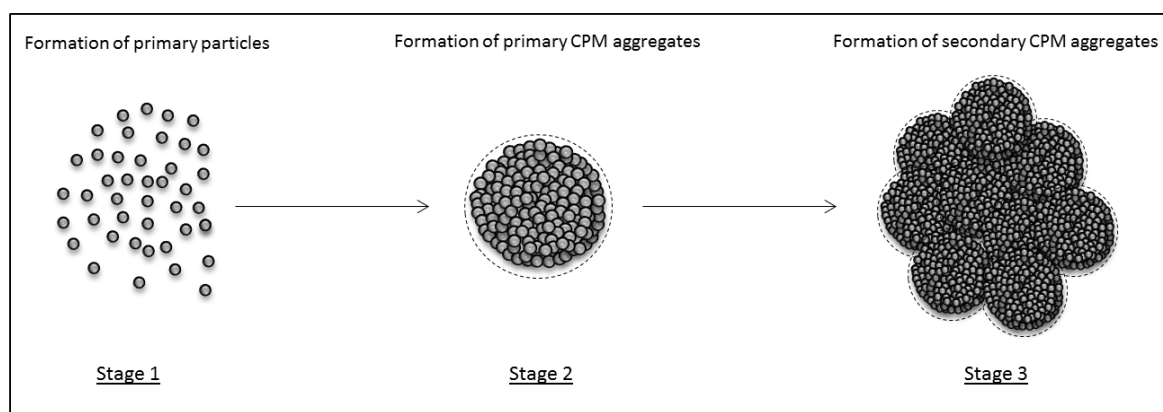 Formation of primary particles
Formation of primary CPM aggregates
Formation of secondary CPM aggregates
Stage 1
Stage 2
Stage 3